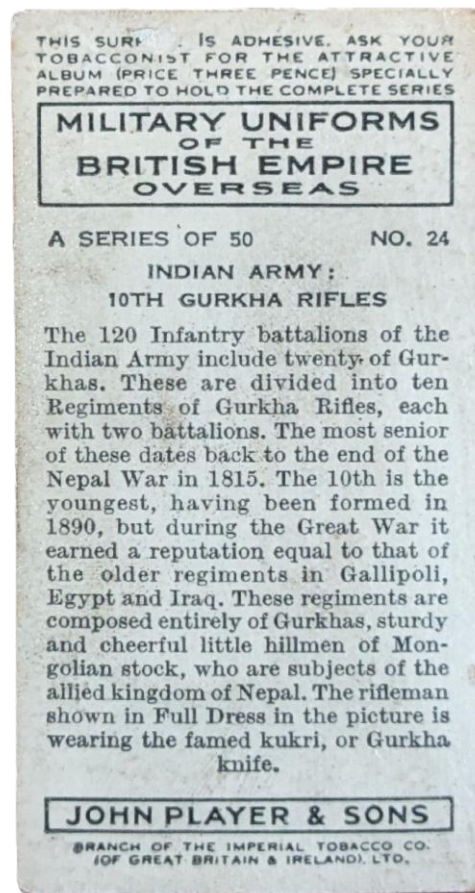 THIS SURF . IS ADHESIVE. ASK YOUR
TOBACCONIST FOR THE ATTRACTIVE
ALBUM (PRICE THREE PENCE) SPECIALLY
PREPARED TO HOLD THE COMPLETE SERIES
MILITARY UNIFORMS
OF THE
BRITISH EMPIRE
OVERSEAS
A SERIES OF 50 NO. 24
INDIAN ARMY:
10TH GURKHA RIFLES
The 120 Infantry battalions of the
Indian Army include twenty of Gur-
khas. These are divided into ten
Regiments of Gurkha Rifles, each
with two battalions. The most senior
of these dates back to the end of the
Nepal War in 1815. The 10th is the
youngest, having been formed in
1890, but during the Great War it
earned a reputation equal to that of
the older regiments in Gallipoli,
Egypt and Iraq. These regiments are
composed entirely of Gurkhas, sturdy
and cheerful little hillmen of Mon-
golian stock, who are subjects of the
allied kingdom of Nepal. The rifleman
shown in Full Dress in the picture is
wearing the famed kukri, or Gurkha
knife.
JOHN PLAYER & SONS
BRANCH OF THE IMPERIAL TOBACCO CO.
(OF GREAT BRITAIN & IRELAND), LTD.